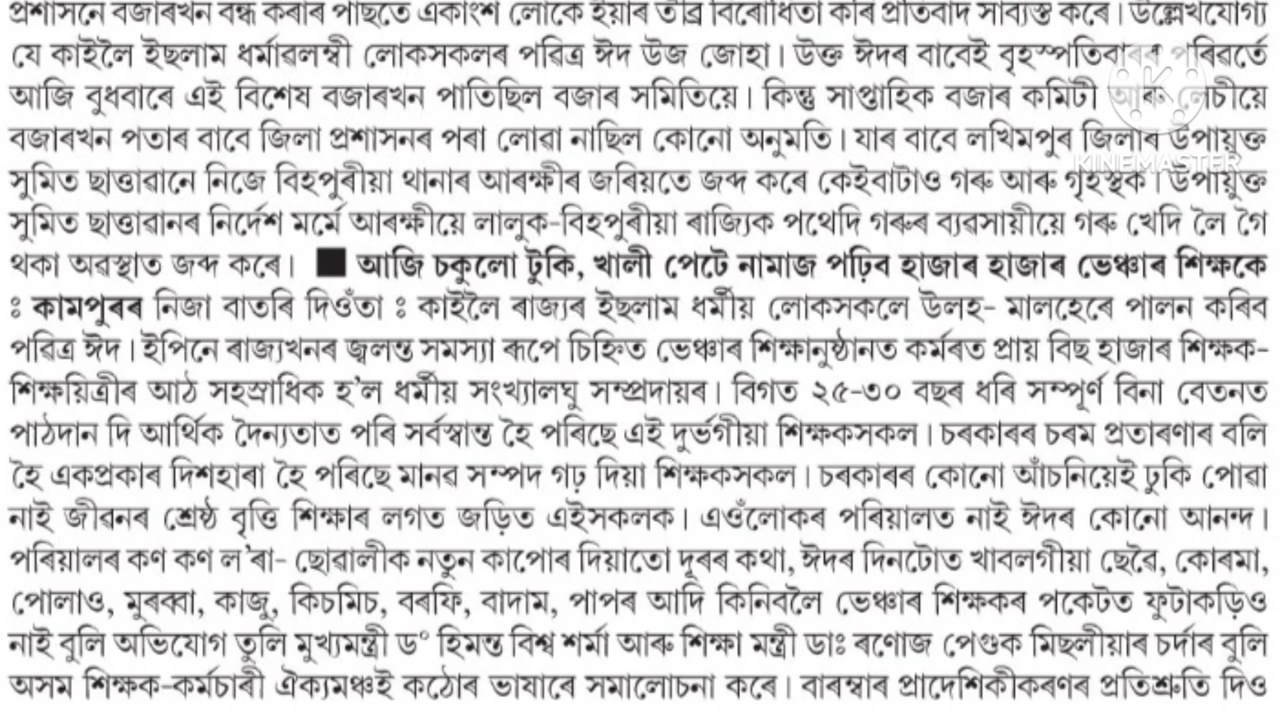 প্ৰশাসনে বজাৰখন বন্ধ কৰাৰ পাছতে একাংশ লোকে ইয়াৰ তীব্ৰ বিৰোধিতা কৰি প্ৰতিবাদ সাব্যস্ত কৰে। উল্লেখযোগ্য
যে কাইলৈ ইছলাম ধৰ্মাৱলম্বী লোকসকলৰ পবিত্ৰ ঈদ উজ জোহা। উক্ত ঈদৰ বাবেই বৃহস্পতিবাৰৰ পৰিৱৰ্তে
আজি বুধবাৰে এই বিশেষ বজাৰখন পাতিছিল বজাৰ সমিতিয়ে। কিন্তু সাপ্তাহিক বজাৰ কমিটী আৰু লেচীয়ে
বজাৰখন পতাৰ বাবে জিলা প্ৰশাসনৰ পৰা লোৱা নাছিল কোনো অনুমতি। যাৰ বাবে লখিমপুৰ জিলাৰ উপায়ুক্ত
KINEMASTER
সুমিত ছাত্তাৱানে নিজে বিহপুৰীয়া থানাৰ আৰক্ষীৰ জৰিয়তে জব্দ কৰে কেইবাটাও গৰু আৰু গৃহস্থক। উপায়ুক্ত
সুমিত ছাত্তাৱানৰ নিৰ্দেশ মৰ্মে আৰক্ষীয়ে লালুক-বিহপুৰীয়া ৰাজ্যিক পথেদি গৰুৰ ব্যৱসায়ীয়ে গৰু খেদি লৈ গৈ
থকা অৱস্থাত জব্দ কৰে। ■ আজি চকুলো টুকি, খালী পেটে নামাজ পঢ়িব হাজাৰ হাজাৰ ভেঞ্চাৰ শিক্ষকে
ঃ কামপুৰৰ নিজা বাতৰি দিওঁতা ঃ কাইলৈ ৰাজ্যৰ ইছলাম ধৰ্মীয় লোকসকলে উলহ- মালহেৰে পালন কৰিব
পৱিত্ৰ ঈদ। ইপিনে ৰাজ্যখনৰ জ্বলন্ত সমস্যা ৰূপে চিহ্নিত ভেঞ্চাৰ শিক্ষানুষ্ঠানত কৰ্মৰত প্ৰায় বিছ হাজাৰ শিক্ষক-
শিক্ষয়িত্ৰীৰ আঠ সহস্ৰাধিক হ'ল ধৰ্মীয় সংখ্যালঘু সম্প্ৰদায়ৰ। বিগত ২৫-৩০ বছৰ ধৰি সম্পূৰ্ণ বিনা বেতনত
পাঠদান দি আৰ্থিক দৈন্যতাত পৰি সৰ্বস্বান্ত হৈ পৰিছে এই দুৰ্ভগীয়া শিক্ষকসকল। চৰকাৰৰ চৰম প্ৰতাৰণাৰ বলি
হৈ একপ্ৰকাৰ দিশহাৰা হৈ পৰিছে মানৱ সম্পদ গঢ় দিয়া শিক্ষকসকল। চৰকাৰৰ কোনো আঁচনিয়েই ঢুকি পোৱা
নাই জীৱনৰ শ্ৰেষ্ঠ বৃত্তি শিক্ষাৰ লগত জড়িত এইসকলক। এওঁলোকৰ পৰিয়ালত নাই ঈদৰ কোনো আনন্দ।
পৰিয়ালৰ কণ কণ ল'ৰা- ছোৱালীক নতুন কাপোৰ দিয়াতো দূৰৰ কথা, ঈদৰ দিনটোত খাবলগীয়া ছেৱৈ, কোৰমা,
পোলাও, মুৰব্বা, কাজু, কিচমিচ, বৰফি, বাদাম, পাপৰ আদি কিনিবলৈ ভেঞ্চাৰ শিক্ষকৰ পকেটত ফুটাকড়িও
নাই বুলি অভিযোগ তুলি মুখ্যমন্ত্ৰী ড° হিমন্ত বিশ্ব শৰ্মা আৰু শিক্ষা মন্ত্ৰী ডাঃ ৰণোজ পেগুক মিছলীয়াৰ চৰ্দাৰ বুলি
অসম শিক্ষক-কৰ্মচাৰী ঐক্যমঞ্চই কঠোৰ ভাষাৰে সমালোচনা কৰে। বাৰম্বাৰ প্ৰাদেশিকীকৰণৰ প্ৰতিশ্ৰুতি দিও